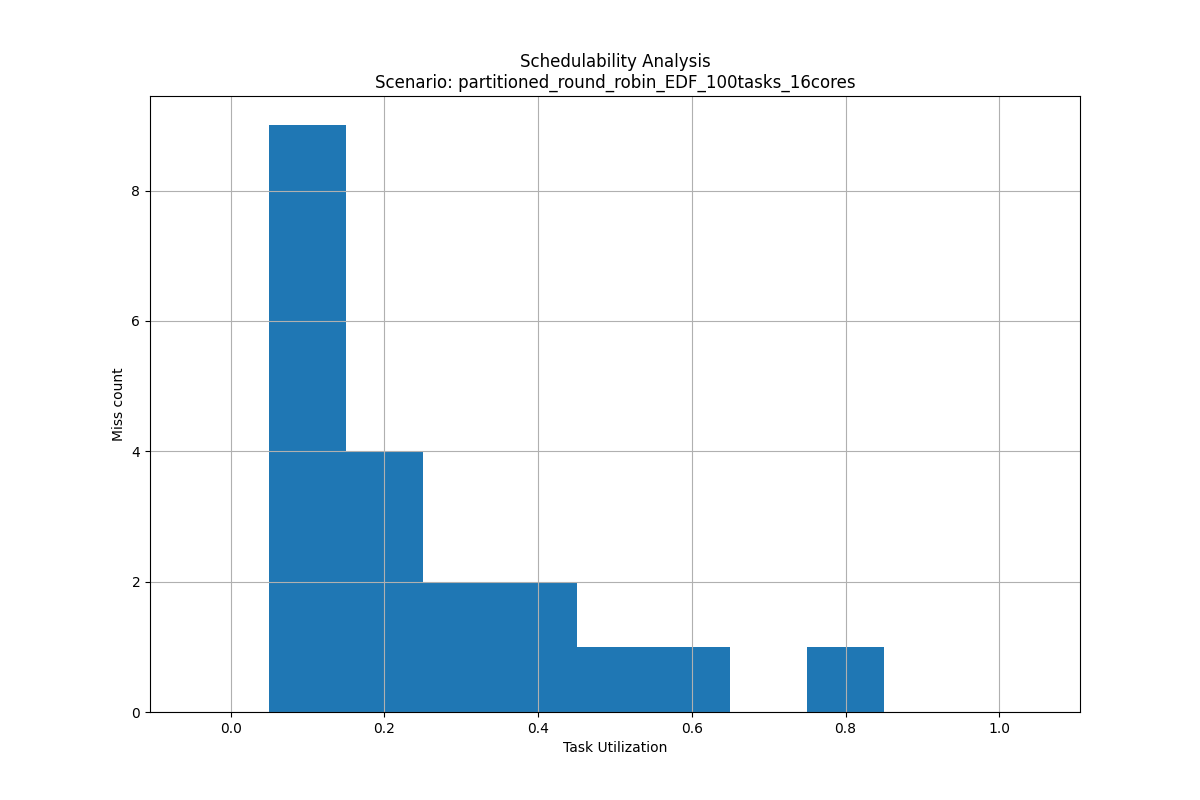 Schedulability Analysis
Scenario: partitioned_round_robin_EDF_100tasks_16cores
8
6
4
2
0
Miss count
0.0 0.2 0.4 0.6 0.8 1.0
Task Utilization